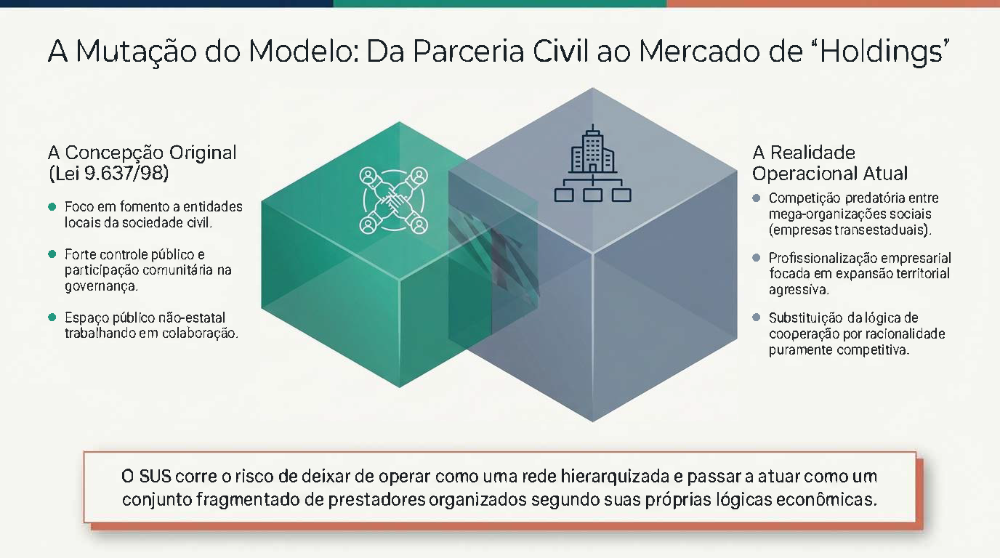 A Mutação do Modelo: Da Parceria Civil ao Mercado de “Holdings”
A Concepção Original
(Lei 9.637/98)
Foco em fomento a entidades
locais da sociedade civil.
Forte controle público e
participação comunitária na
governança.
Espaço público não-estatal
trabalhando em colaboração.
A Realidade
Operacional Atual
Competição predatória entre
mega-organizações sociais
(empresas transestaduais).
Profissionalização empresarial
focada em expansão territorial
agressiva.
Substituição da lógica de
cooperação por racionalidade
puramente competitiva.
O SUS corre o risco de deixar de operar como uma rede hierarquizada e passar a atuar como um
conjunto fragmentado de prestadores organizados segundo suas próprias lógicas econômicas.